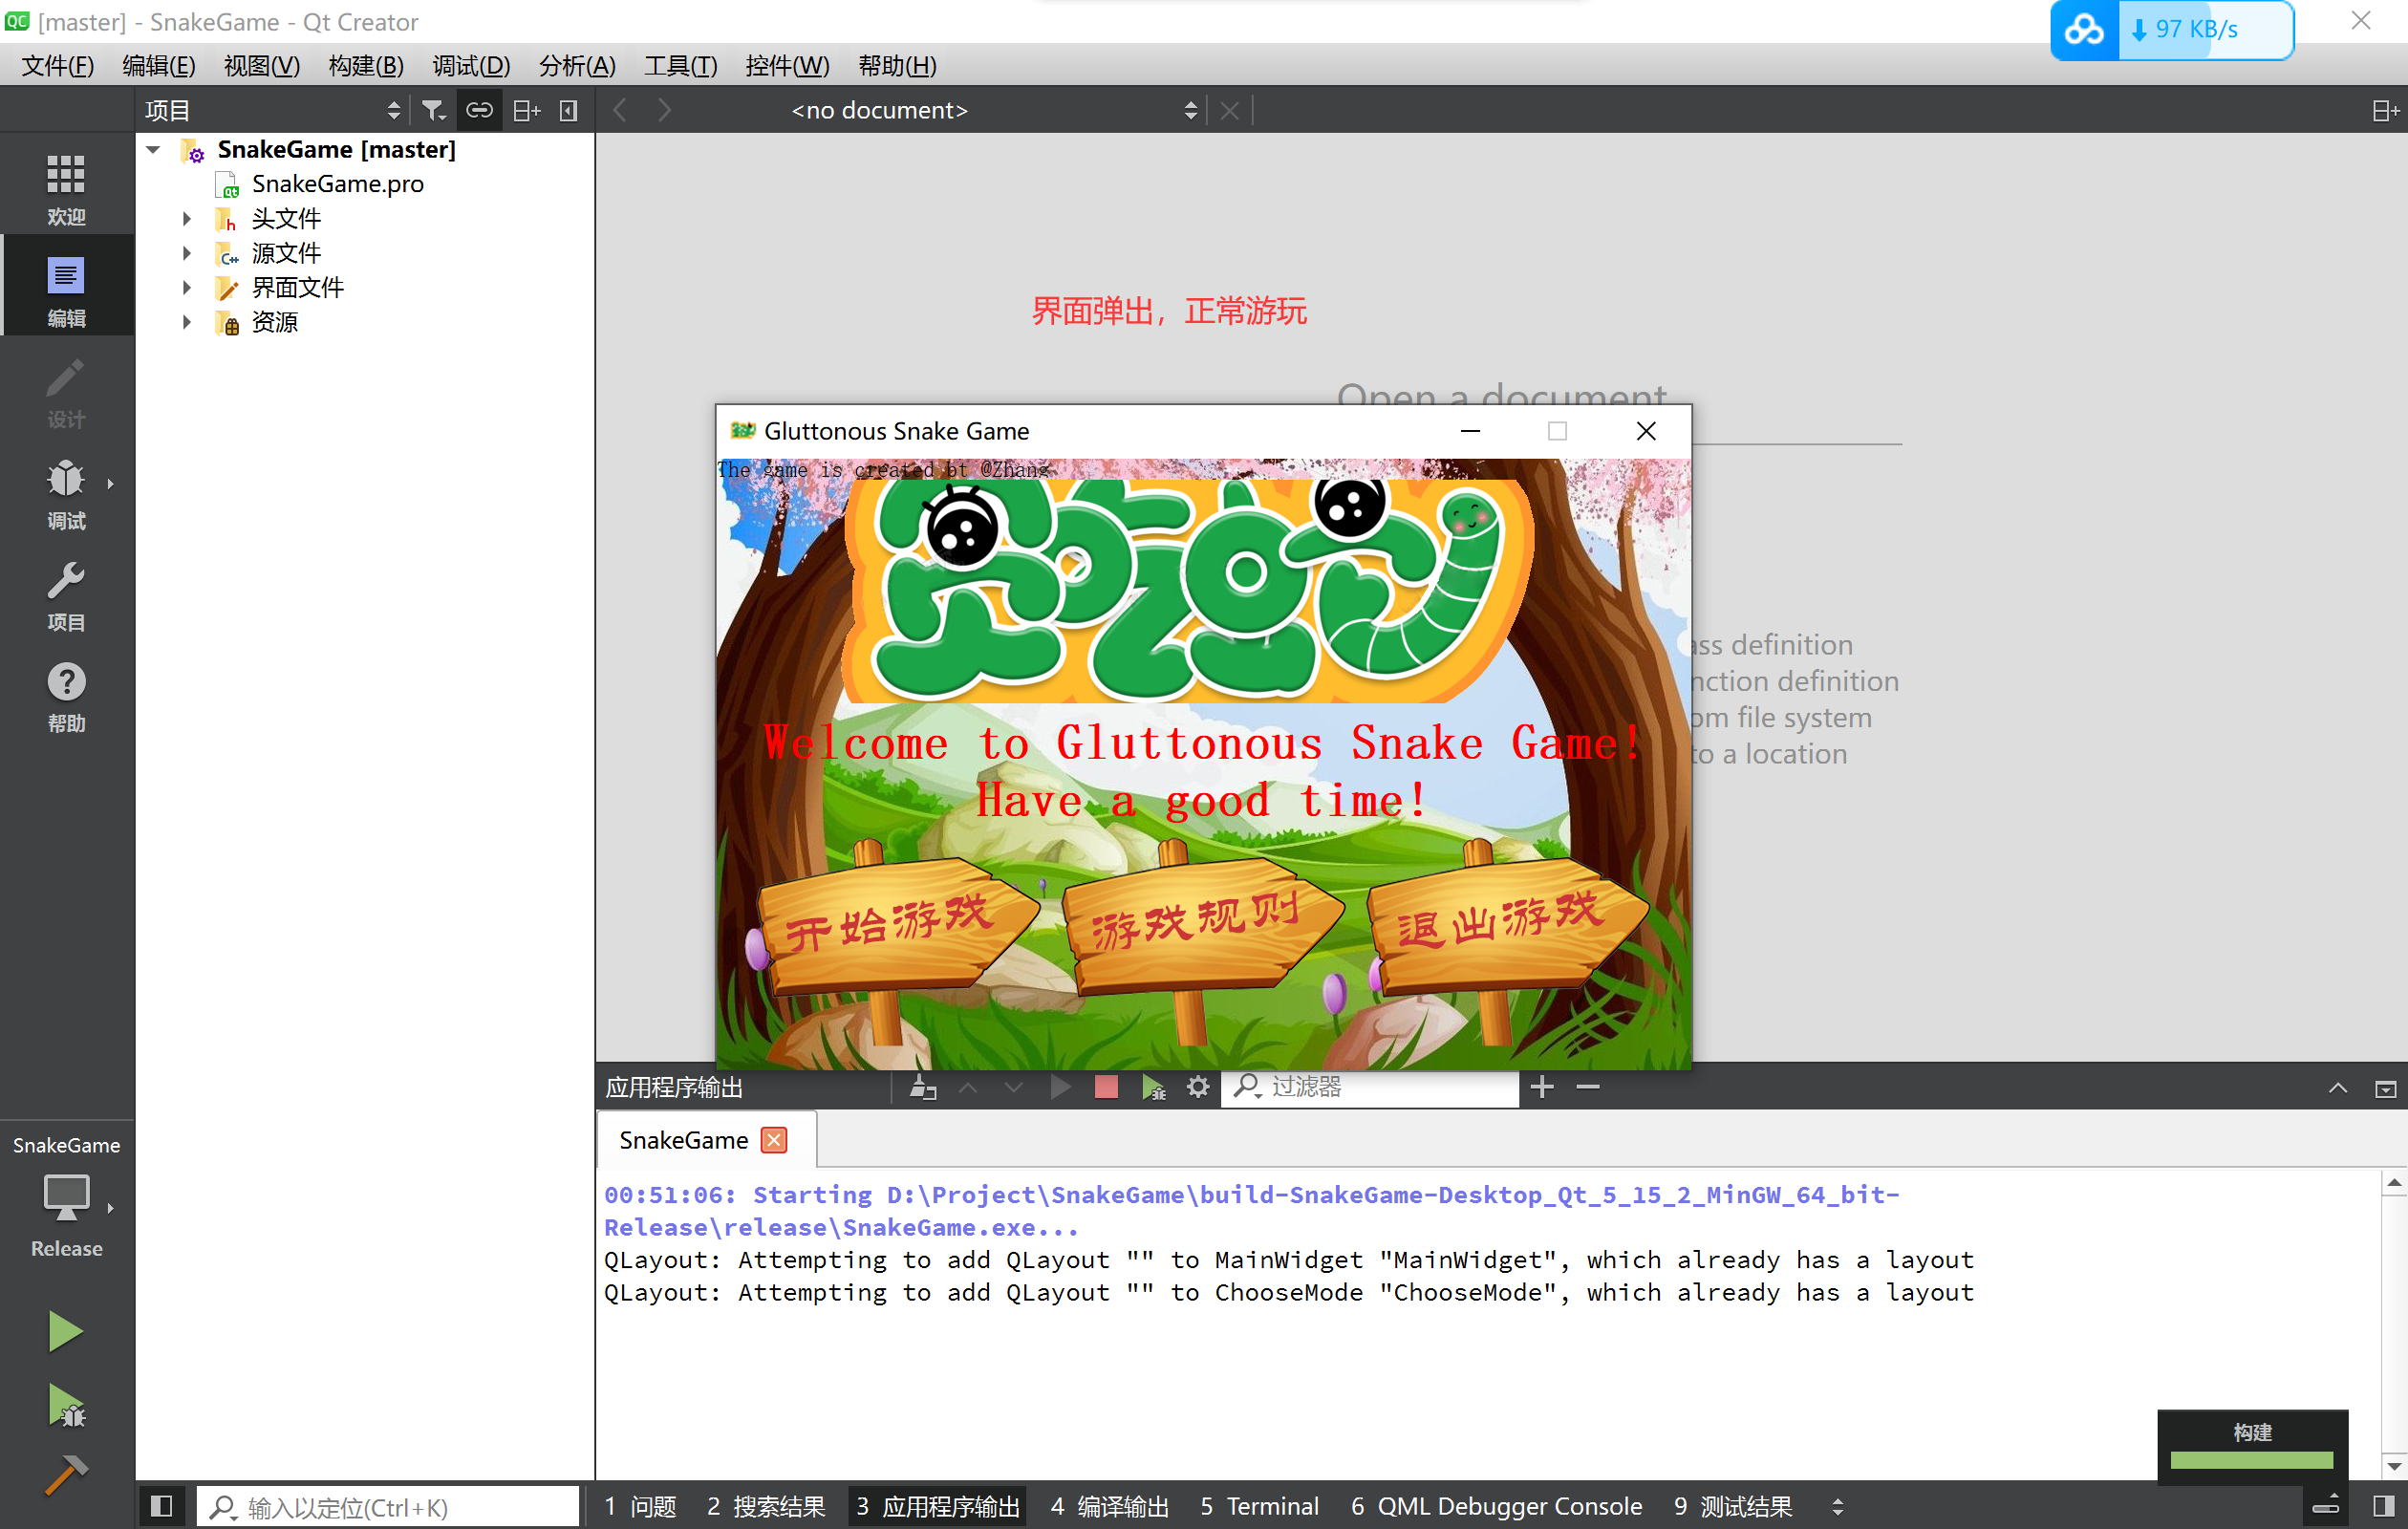 [master] - SnakeGame - Qt Creator
97 KB/s
文件(F) 编辑(E) 视图(V) 构建(B) 调试(D) 分析(A) 工具(T) 控件(W) 帮助(H)
项目
<no document>
欢迎
编辑
设计
调试
项目
帮助
SnakeGame [master]
SnakeGame.pro
头文件
源文件
界面文件
资源
界面弹出，正常游玩
Open a document
Gluttonous Snake Game
The game is created bt @Zhang
贪吃蛇
Welcome to Gluttonous Snake Game!
Have a good time!
开始游戏
游戏规则
退出游戏
ass definition
nction definition
om file system
to a location
应用程序输出
过滤器
SnakeGame
00:51:06: Starting D:\Project\SnakeGame\build-SnakeGame-Desktop_Qt_5_15_2_MinGW_64_bit-
Release\release\SnakeGame.exe...
QLayout: Attempting to add QLayout "" to MainWidget "MainWidget", which already has a layout
QLayout: Attempting to add QLayout "" to ChooseMode "ChooseMode", which already has a layout
SnakeGame
Release
构建
输入以定位(Ctrl+K)
1 问题 2 搜索结果 3 应用程序输出 4 编译输出 5 Terminal 6 QML Debugger Console 9 测试结果